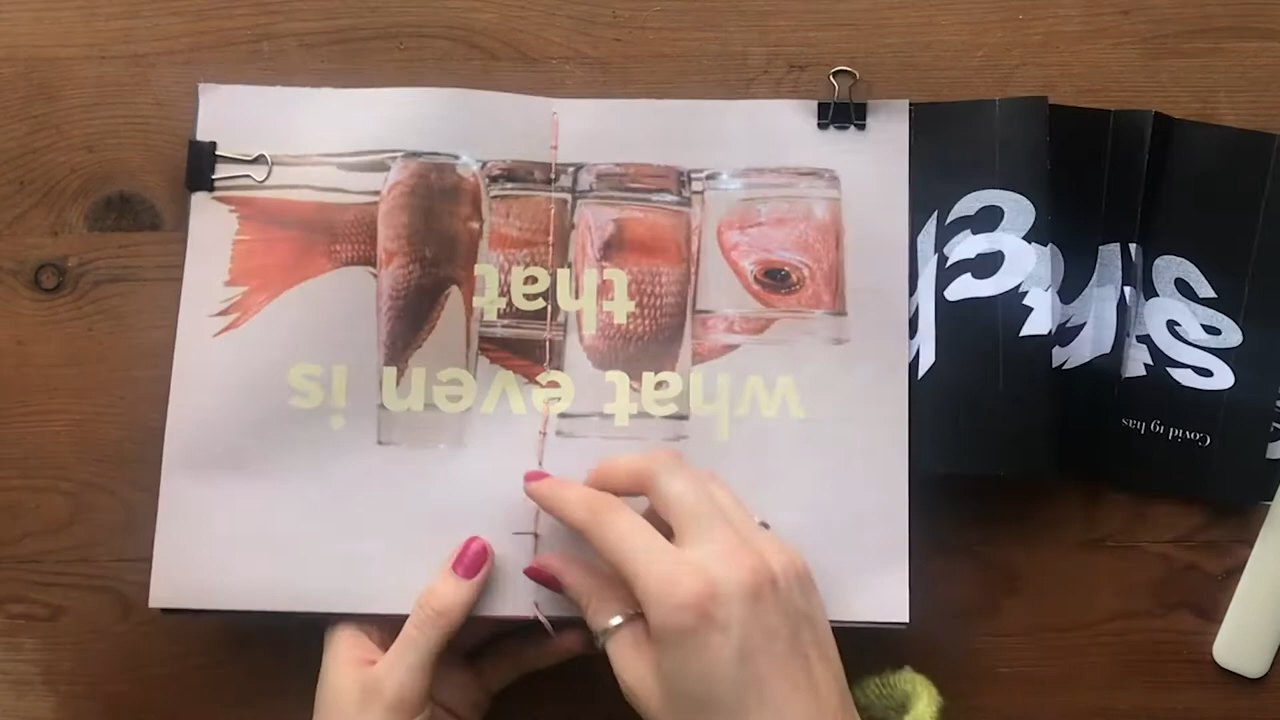 what even is
that
Covid 19 has